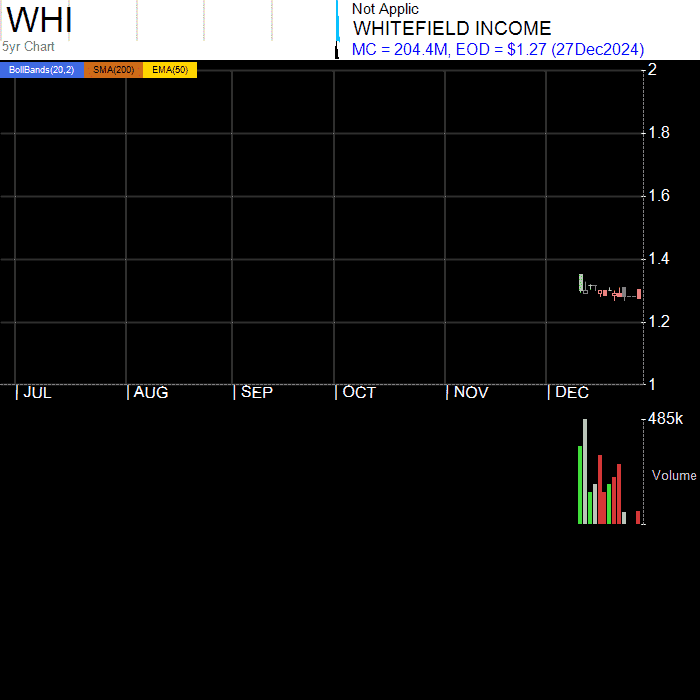 WHI
5yr Chart
Not Applic
WHITEFIELD INCOME
MC = 204.4M, EOD = $1.27 (27Dec2024)
BollBands(20,2) SMA(200) EMA(50)
2
1.8
1.6
1.4
1.2
1
JUL AUG SEP OCT NOV DEC
485k
Volume